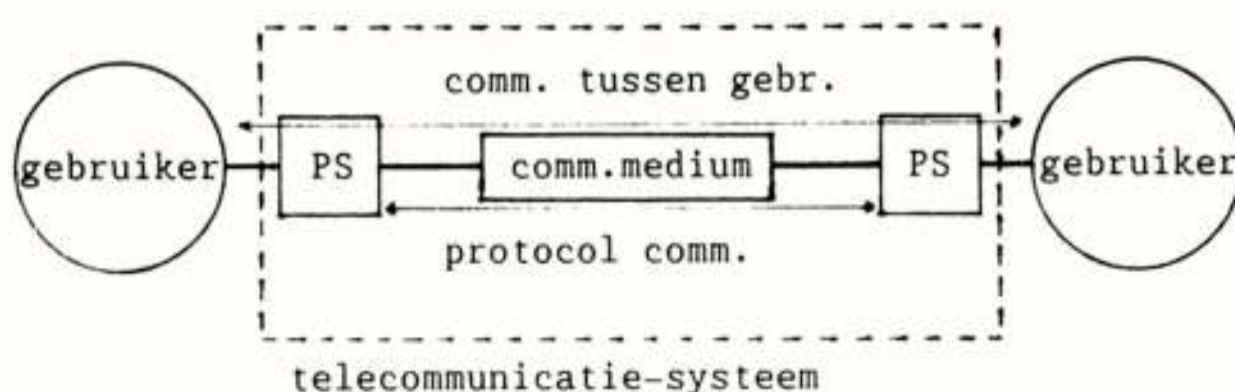 comm. tussen gebr.
gebruiker PS comm.medium PS gebruiker
protocol comm.
telecommunicatie-systeem